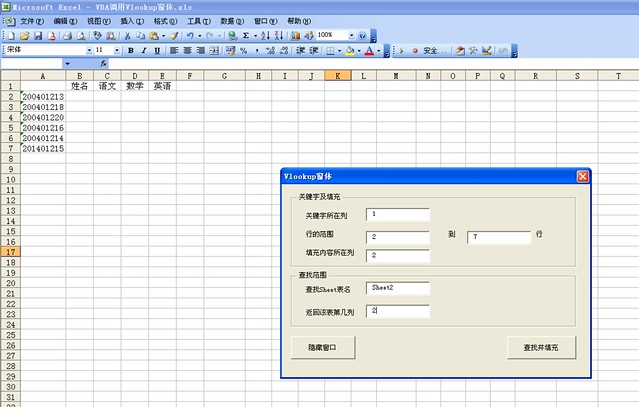 Microsoft Excel - VBA调用Vlookup窗体.xls
文件(F) 编辑(E) 视图(V) 插入(I) 格式(O) 工具(T) 数据(D) 窗口(W) 帮助(H)
100%
宋体 11 B I U 安全...
A B C D E F G H I J K L M N O P Q R S T
1 姓名 语文 数学 英语
2 200401213
3 200401218
4 200401220
5 200401216
6 200401214
7 201401215
8
9
10
11
12
13
14
15
16
17
18
19
20
21
22
23
24
25
26
27
28
29
30
31
Vlookup窗体
关键字及填充
关键字所在列 1
行的范围 2 到 7 行
填充内容所在列 2
查找范围
查找Sheet表名 Sheet2
返回该表第几列 2
隐藏窗口 查找并填充